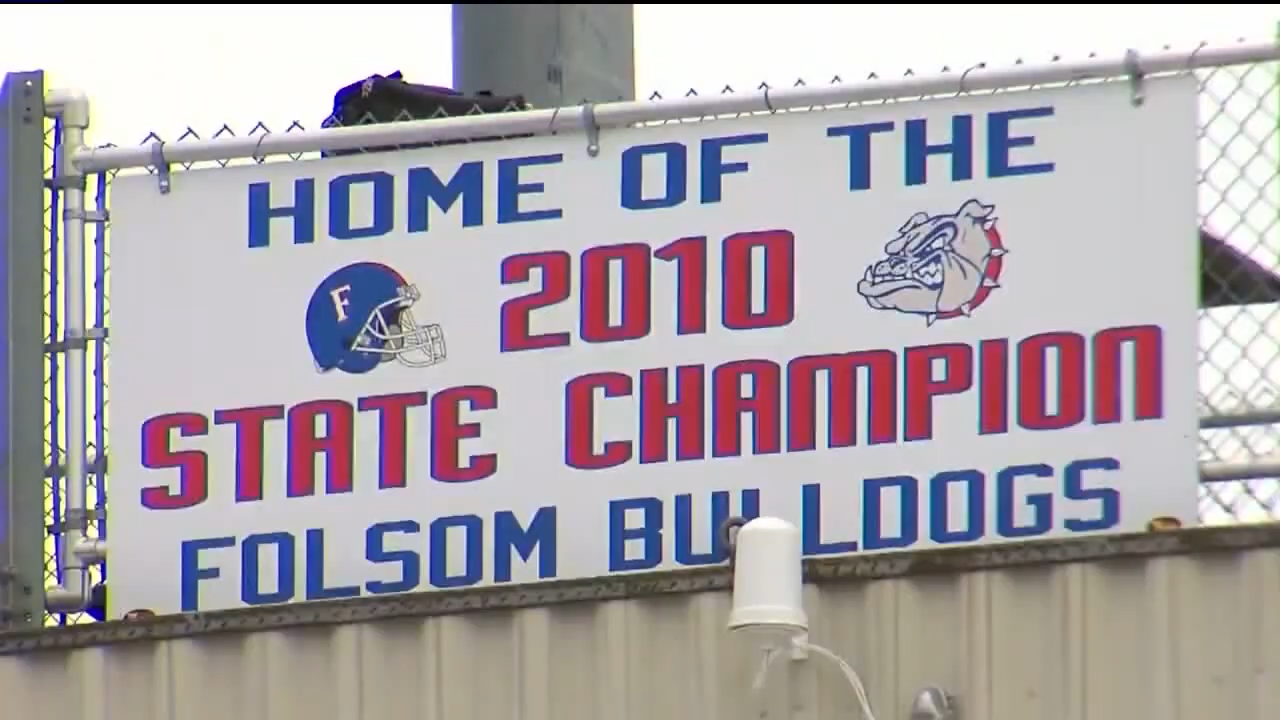 HOME OF THE
2010
F
STATE CHAMPION
FOLSOM BULLDOGS